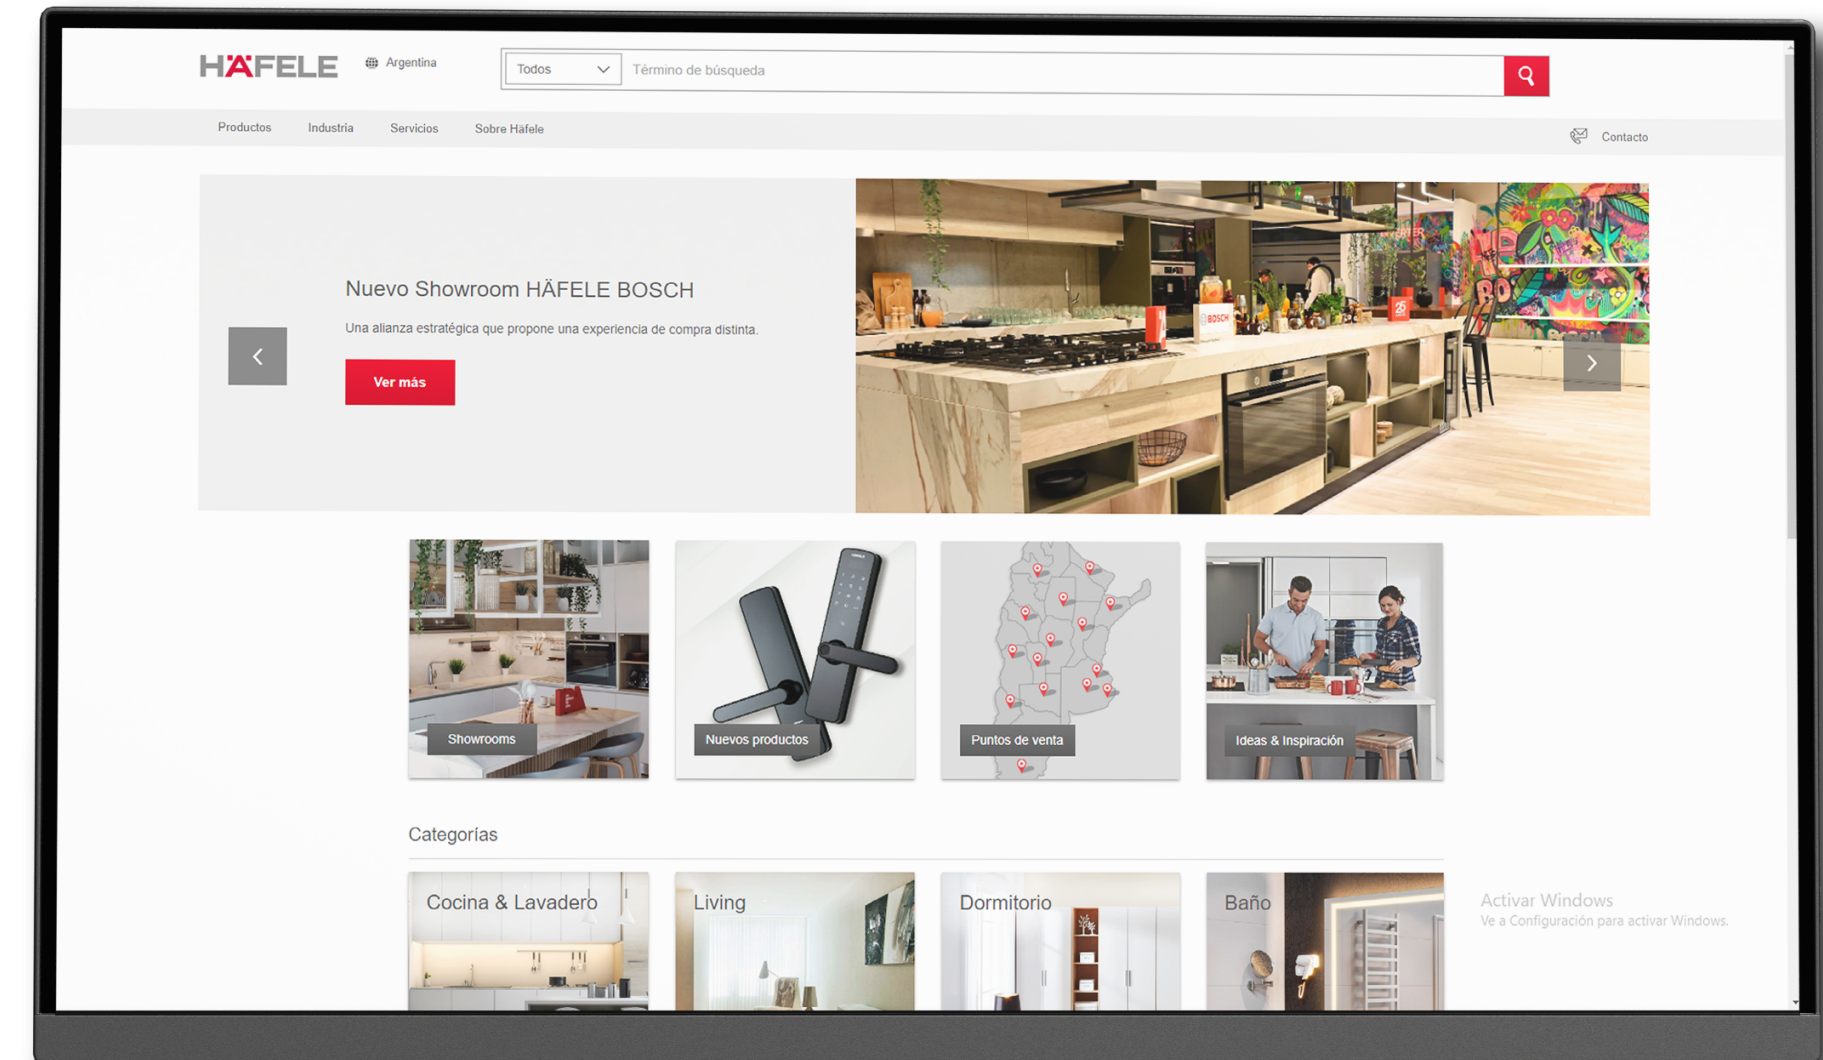 HÄFELE
Argentina
Todos
Término de búsqueda
Productos
Industria
Servicios
Sobre Häfele
Contacto
Nuevo Showroom HÄFELE BOSCH
Una alianza estratégica que propone una experiencia de compra distinta.
Ver más
BOSCH
25
Showrooms
Nuevos productos
Puntos de venta
Ideas & Inspiración
Categorías
Cocina & Lavadero
Living
Dormitorio
Baño
Activar Windows
Ve a Configuración para activar Windows.